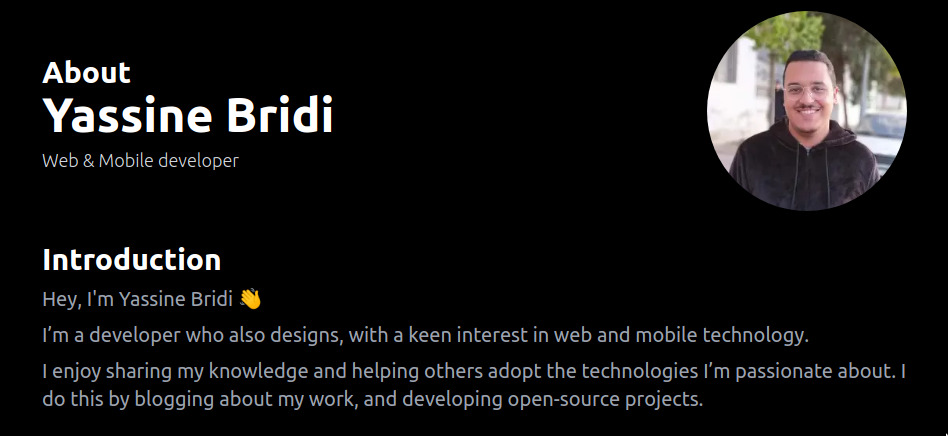 About
Yassine Bridi
Web & Mobile developer
Introduction
Hey, I'm Yassine Bridi 👋
I’m a developer who also designs, with a keen interest in web and mobile technology.
I enjoy sharing my knowledge and helping others adopt the technologies I’m passionate about. I
do this by blogging about my work, and developing open-source projects.